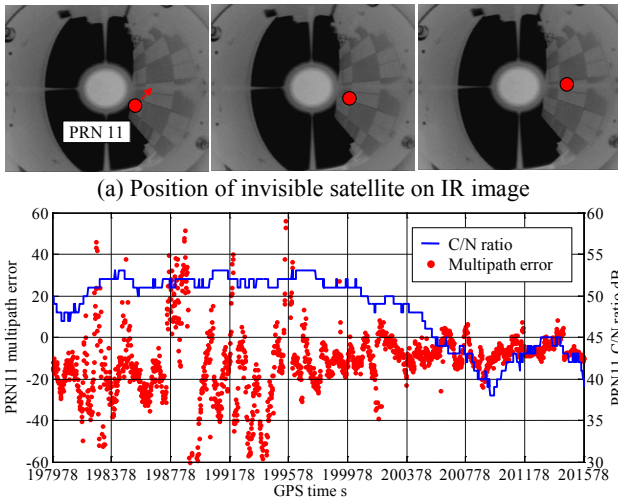 PRN 11
(a) Position of invisible satellite on IR image
60
40
20
0
-20
-40
-60
PRN11 multipath error
C/N ratio
Multipath error
60
55
50
45
40
35
30
PRN11 C/N ratio dB
197978 198378 198778 199178 199578 199978 200378 200778 201178 201578
GPS time s